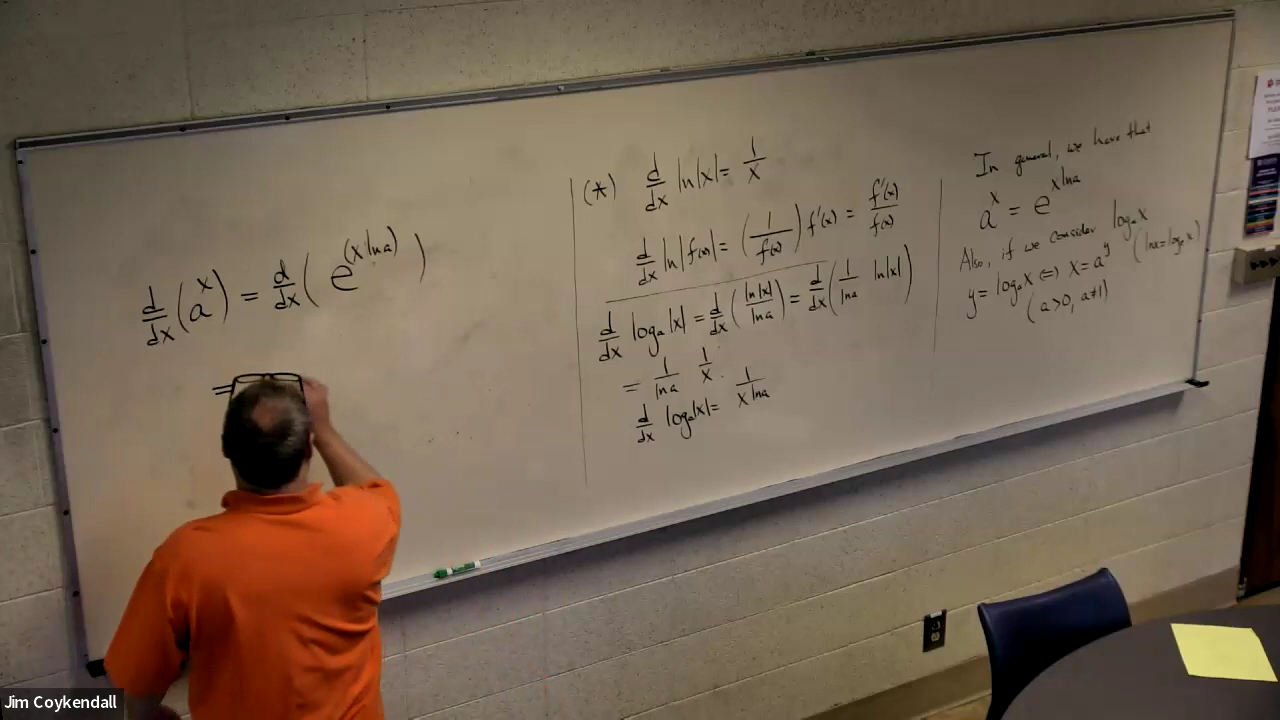 d/dx (a^x) = d/dx ( e^(x ln a) )
=
(*) d/dx ln|x| = 1/x
d/dx ln|f(x)| = (1/f(x)) f'(x) = f'(x)/f(x)
d/dx log_a|x| = d/dx (ln|x|/ln a) = d/dx (1/ln a ln|x|)
= 1/ln a 1/x .
d/dx log_a|x| = 1/(x ln a)
In general, we have that
a^x = e^(x ln a)
Also, if we consider log_a x
y = log_a x ⇔ x = a^y (ln x = log_e x)
(a>0, a≠1)
Jim Coykendall